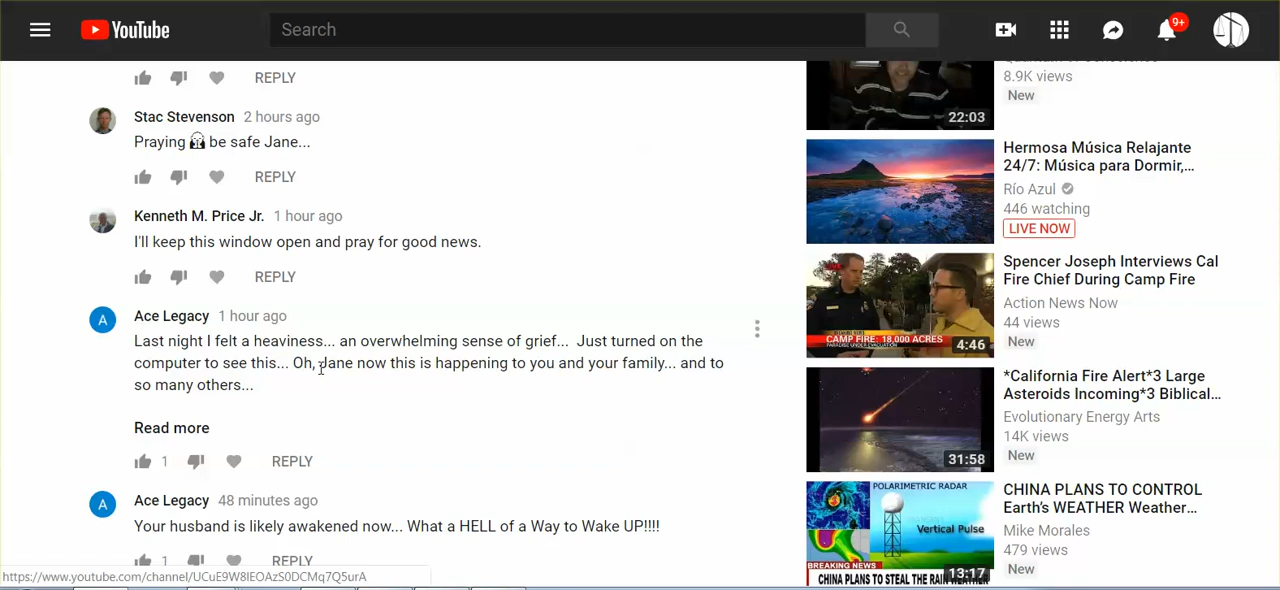 YouTube
Search
9+
REPLY
Stac Stevenson 2 hours ago
Praying be safe Jane...
REPLY
Kenneth M. Price Jr. 1 hour ago
I'll keep this window open and pray for good news.
REPLY
A
Ace Legacy 1 hour ago
Last night I felt a heaviness... an overwhelming sense of grief... Just turned on the
computer to see this... Oh, Jane now this is happening to you and your family... and to
so many others...
Read more
1 REPLY
A
Ace Legacy 48 minutes ago
Your husband is likely awakened now... What a HELL of a Way to Wake UP!!!!
1 REPLY
https://www.youtube.com/channel/UCuE9W8IEOAzS0DCMq7Q5urA
8.9K views
New
22:03
Hermosa Música Relajante
24/7: Música para Dormir,...
Río Azul
446 watching
LIVE NOW
Spencer Joseph Interviews Cal
Fire Chief During Camp Fire
Action News Now
44 views
New
CAMP FIRE: 18,000 ACRES
PARADISE UNDER EVACUATION
4:46
*California Fire Alert*3 Large
Asteroids Incoming*3 Biblical...
Evolutionary Energy Arts
14K views
New
31:58
CHINA PLANS TO CONTROL
Earth's WEATHER Weather...
Mike Morales
479 views
New
POLARIMETRIC RADAR
Vertical Pulse
BREAKING NEWS
CHINA PLANS TO STEAL THE RAIN
13:17